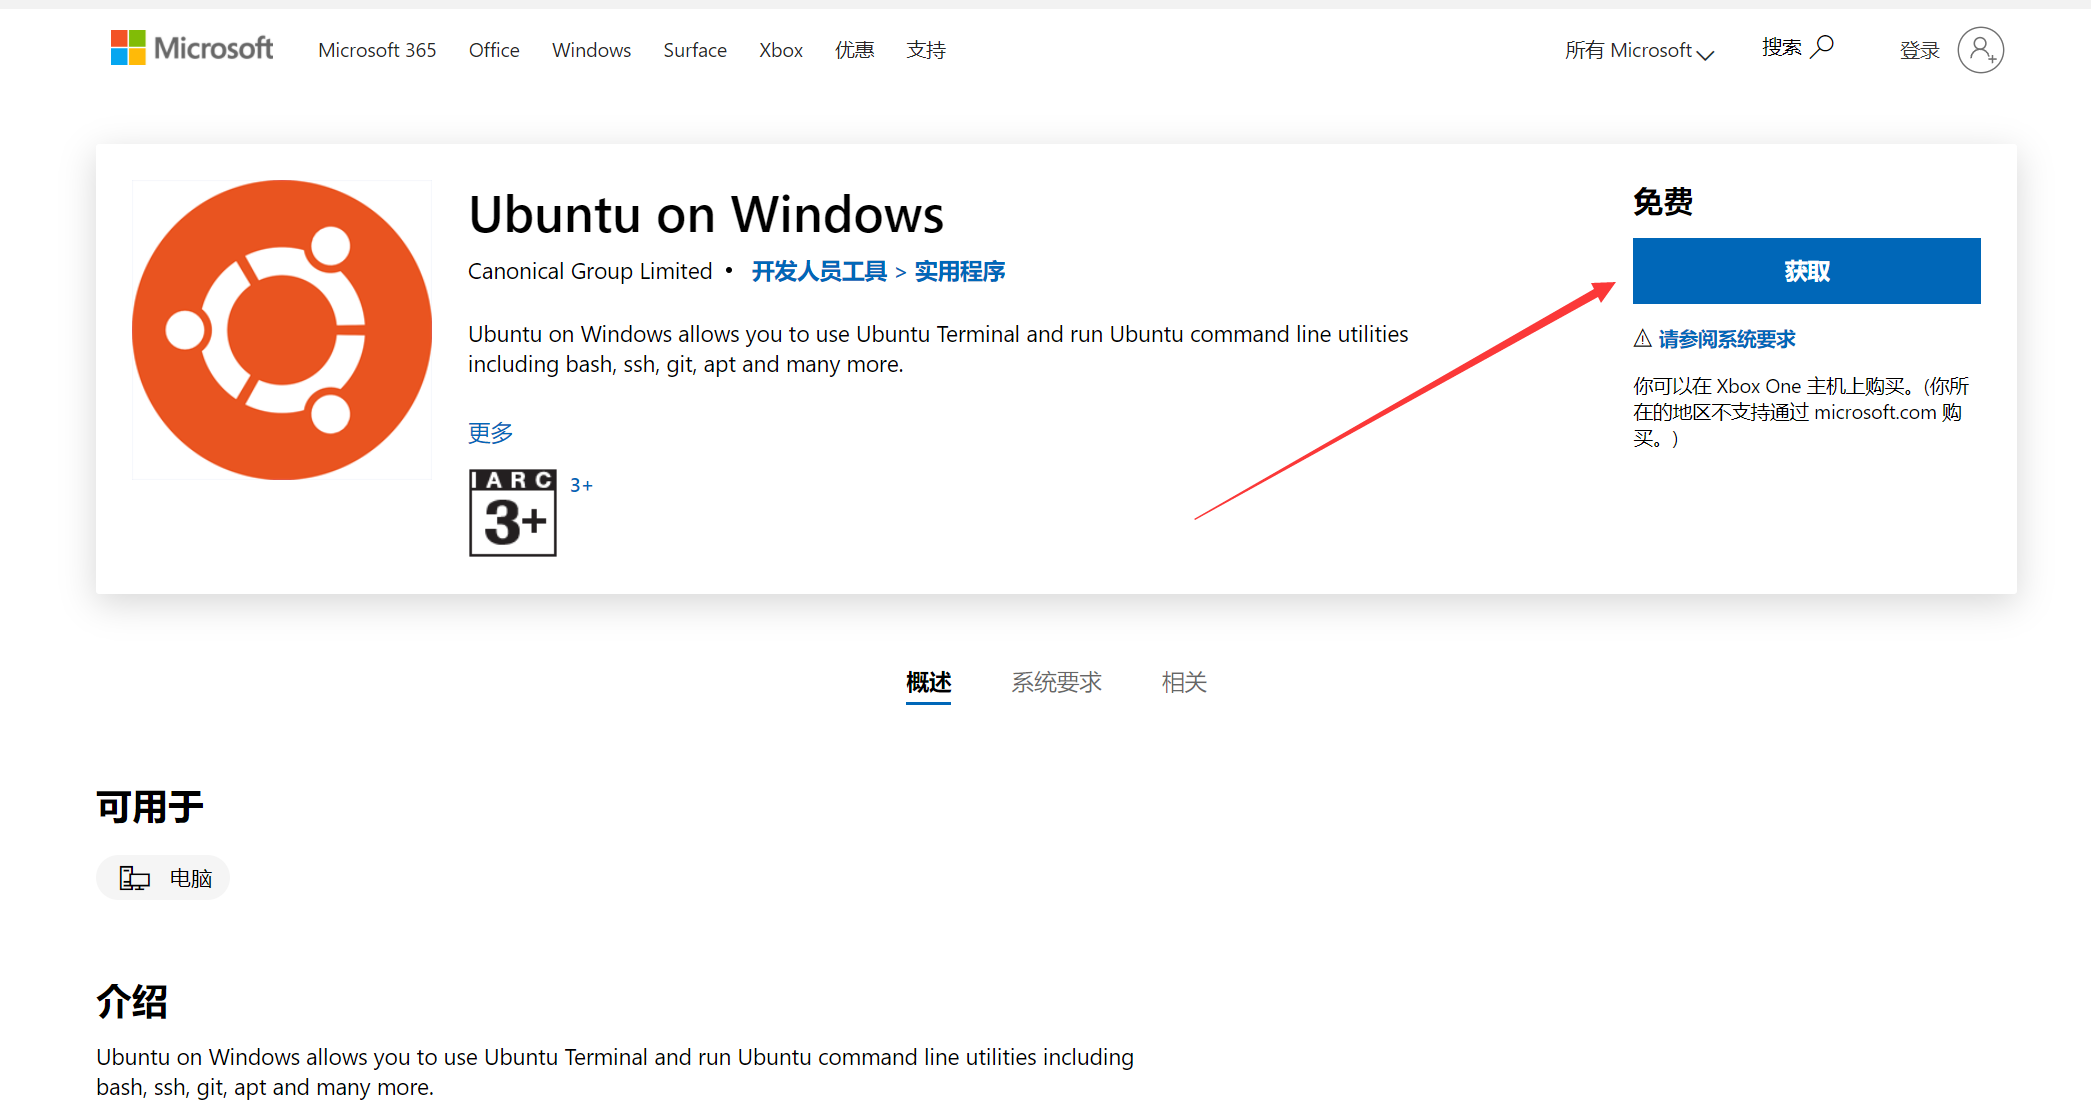 Microsoft
Microsoft 365
Office
Windows
Surface
Xbox
优惠
支持
所有 Microsoft
搜索
登录
Ubuntu on Windows
Canonical Group Limited • 开发人员工具 > 实用程序
Ubuntu on Windows allows you to use Ubuntu Terminal and run Ubuntu command line utilities
including bash, ssh, git, apt and many more.
更多
IARC
3+
3+
免费
获取
请参阅系统要求
你可以在 Xbox One 主机上购买。(你所
在的地区不支持通过 microsoft.com 购
买。)
概述
系统要求
相关
可用于
电脑
介绍
Ubuntu on Windows allows you to use Ubuntu Terminal and run Ubuntu command line utilities including
bash, ssh, git, apt and many more.